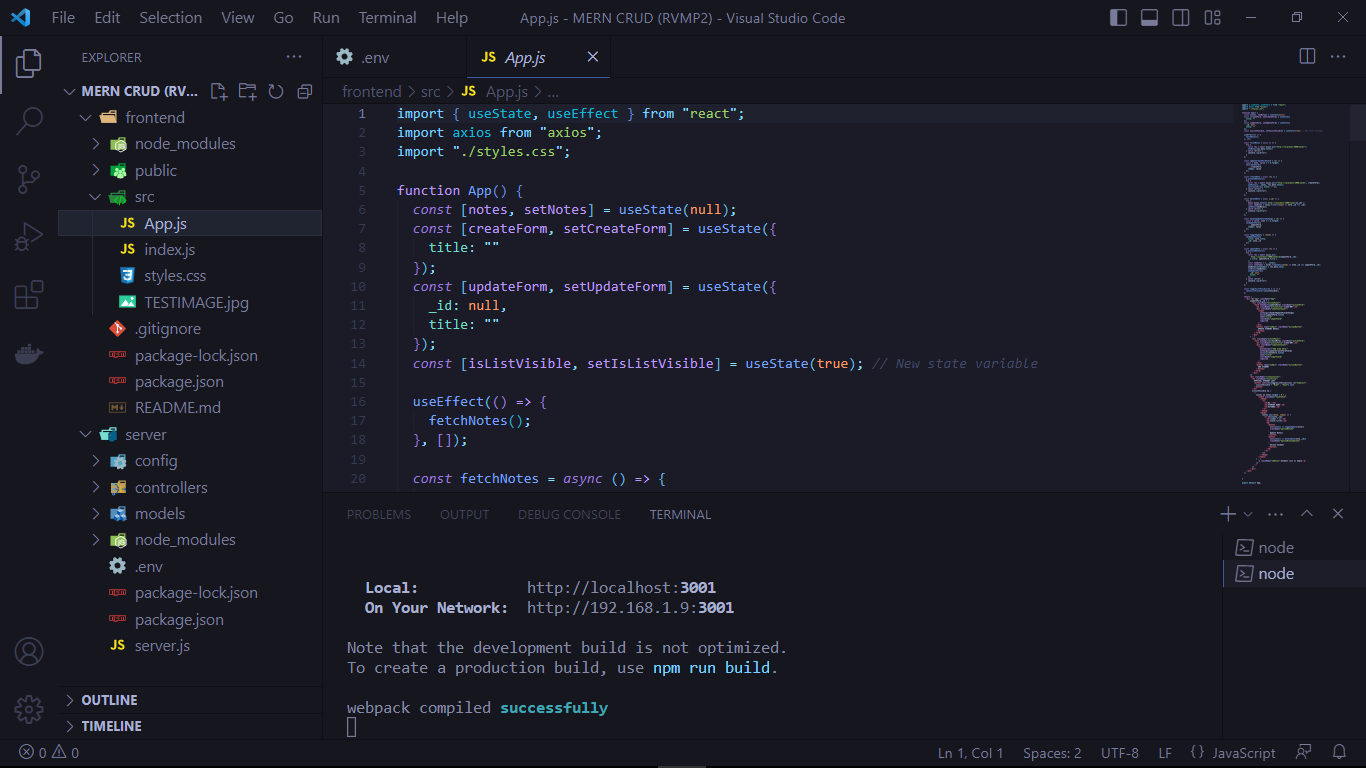 File Edit Selection View Go Run Terminal Help App.js - MERN CRUD (RVMP2) - Visual Studio Code
EXPLORER
MERN CRUD (RV...
frontend
node_modules
public
src
JS App.js
JS index.js
styles.css
TESTIMAGE.jpg
.gitignore
package-lock.json
package.json
README.md
server
config
controllers
models
node_modules
.env
package-lock.json
package.json
JS server.js
OUTLINE
TIMELINE
.env JS App.js
frontend > src > JS App.js > ...
1 import { useState, useEffect } from "react";
2 import axios from "axios";
3 import "./styles.css";
4
5 function App() {
6 const [notes, setNotes] = useState(null);
7 const [createForm, setCreateForm] = useState({
8 title: ""
9 });
10 const [updateForm, setUpdateForm] = useState({
11 _id: null,
12 title: ""
13 });
14 const [isListVisible, setIsListVisible] = useState(true); // New state variable
15
16 useEffect(() => {
17 fetchNotes();
18 }, []);
19
20 const fetchNotes = async () => {
PROBLEMS OUTPUT DEBUG CONSOLE TERMINAL
node
node
Local: http://localhost:3001
On Your Network: http://192.168.1.9:3001
Note that the development build is not optimized.
To create a production build, use npm run build.
webpack compiled successfully
0 0 Ln 1, Col 1 Spaces: 2 UTF-8 LF {} JavaScript